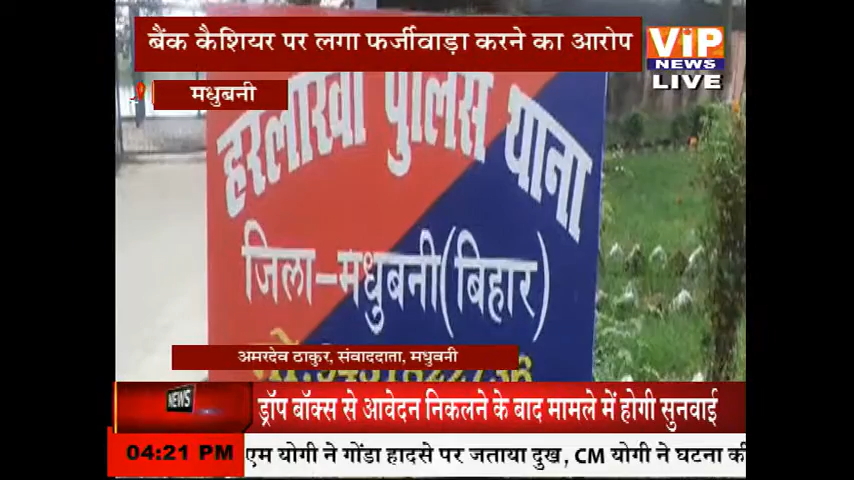 बैंक कैशियर पर लगा फर्जीवाड़ा करने का आरोप
VIP
NEWS
LIVE
मधुबनी
हरलाखी पुलिस थाना
जिला-मधुबनी (बिहार)
अमरदेव ठाकुर, संवाददाता, मधुवनी
NEWS
ड्रॉप बॉक्स से आवेदन निकलने के बाद मामले में होगी सुनवाई
04:21 PM
एम योगी ने गोंडा हादसे पर जताया दुख, CM योगी ने घटना की